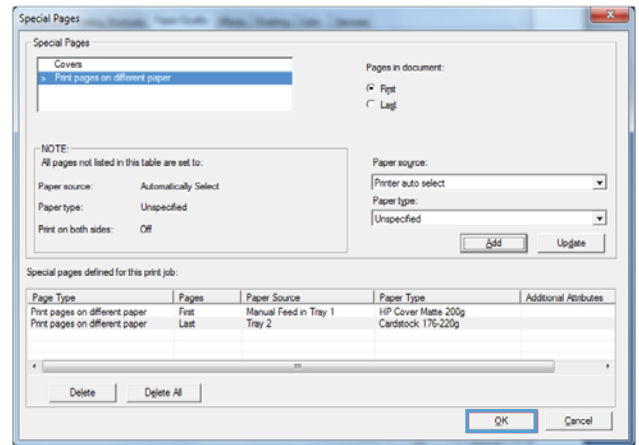 Special Pages
Special Pages
Covers
Print pages on different paper
Pages in document:
First
Last
NOTE:
All pages not listed in this table are set to:
Paper source: Automatically Select
Paper type: Unspecified
Print on both sides: Off
Paper source:
Printer auto select
Paper type:
Unspecified
Add Update
Special pages defined for this print job:
Page Type Pages Paper Source Paper Type Additional Attributes
Print pages on different paper First Manual Feed in Tray 1 HP Cover Matte 200g
Print pages on different paper Last Tray 2 Cardstock 176-220g
Delete Delete All
OK Cancel